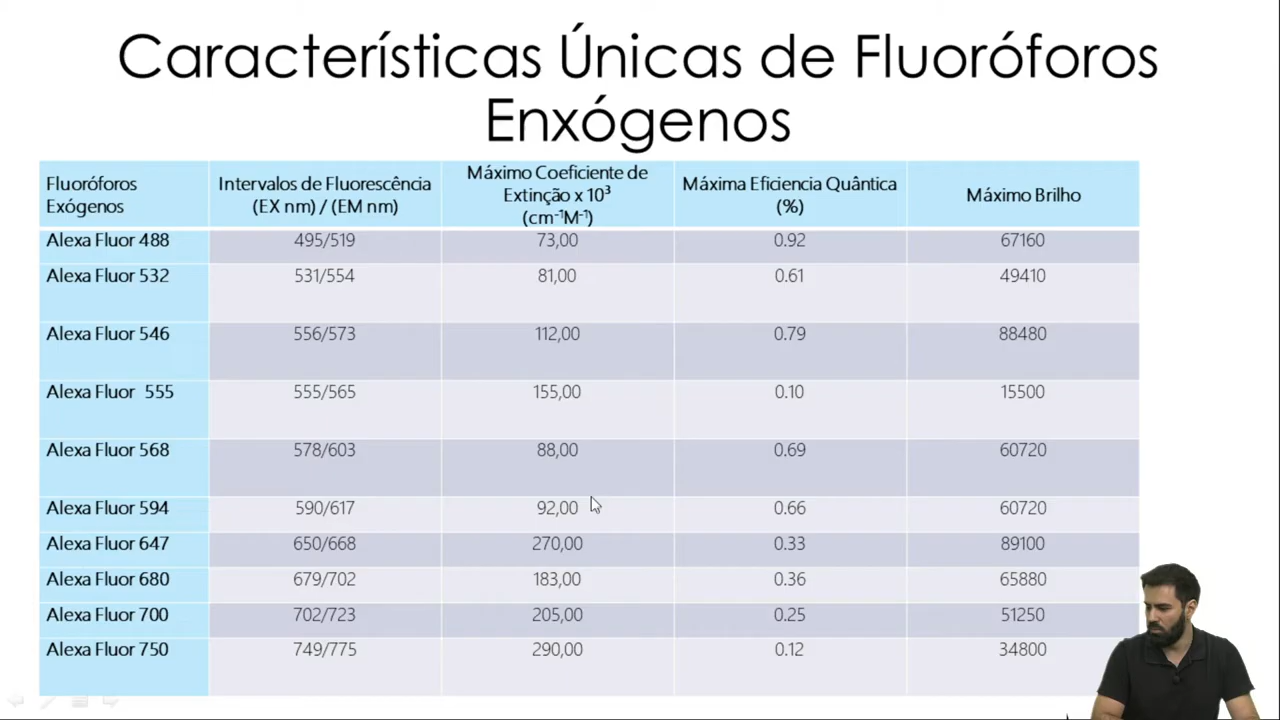 Características Únicas de Fluoróforos
Enxógenos
Fluoróforos
Exógenos
Intervalos de Fluorescência
(EX nm) / (EM nm)
Máximo Coeficiente de
Extinção x 10³
(cm⁻¹M⁻¹)
Máxima Eficiencia Quântica
(%)
Máximo Brilho
Alexa Fluor 488 495/519 73,00 0.92 67160
Alexa Fluor 532 531/554 81,00 0.61 49410
Alexa Fluor 546 556/573 112,00 0.79 88480
Alexa Fluor 555 555/565 155,00 0.10 15500
Alexa Fluor 568 578/603 88,00 0.69 60720
Alexa Fluor 594 590/617 92,00 0.66 60720
Alexa Fluor 647 650/668 270,00 0.33 89100
Alexa Fluor 680 679/702 183,00 0.36 65880
Alexa Fluor 700 702/723 205,00 0.25 51250
Alexa Fluor 750 749/775 290,00 0.12 34800